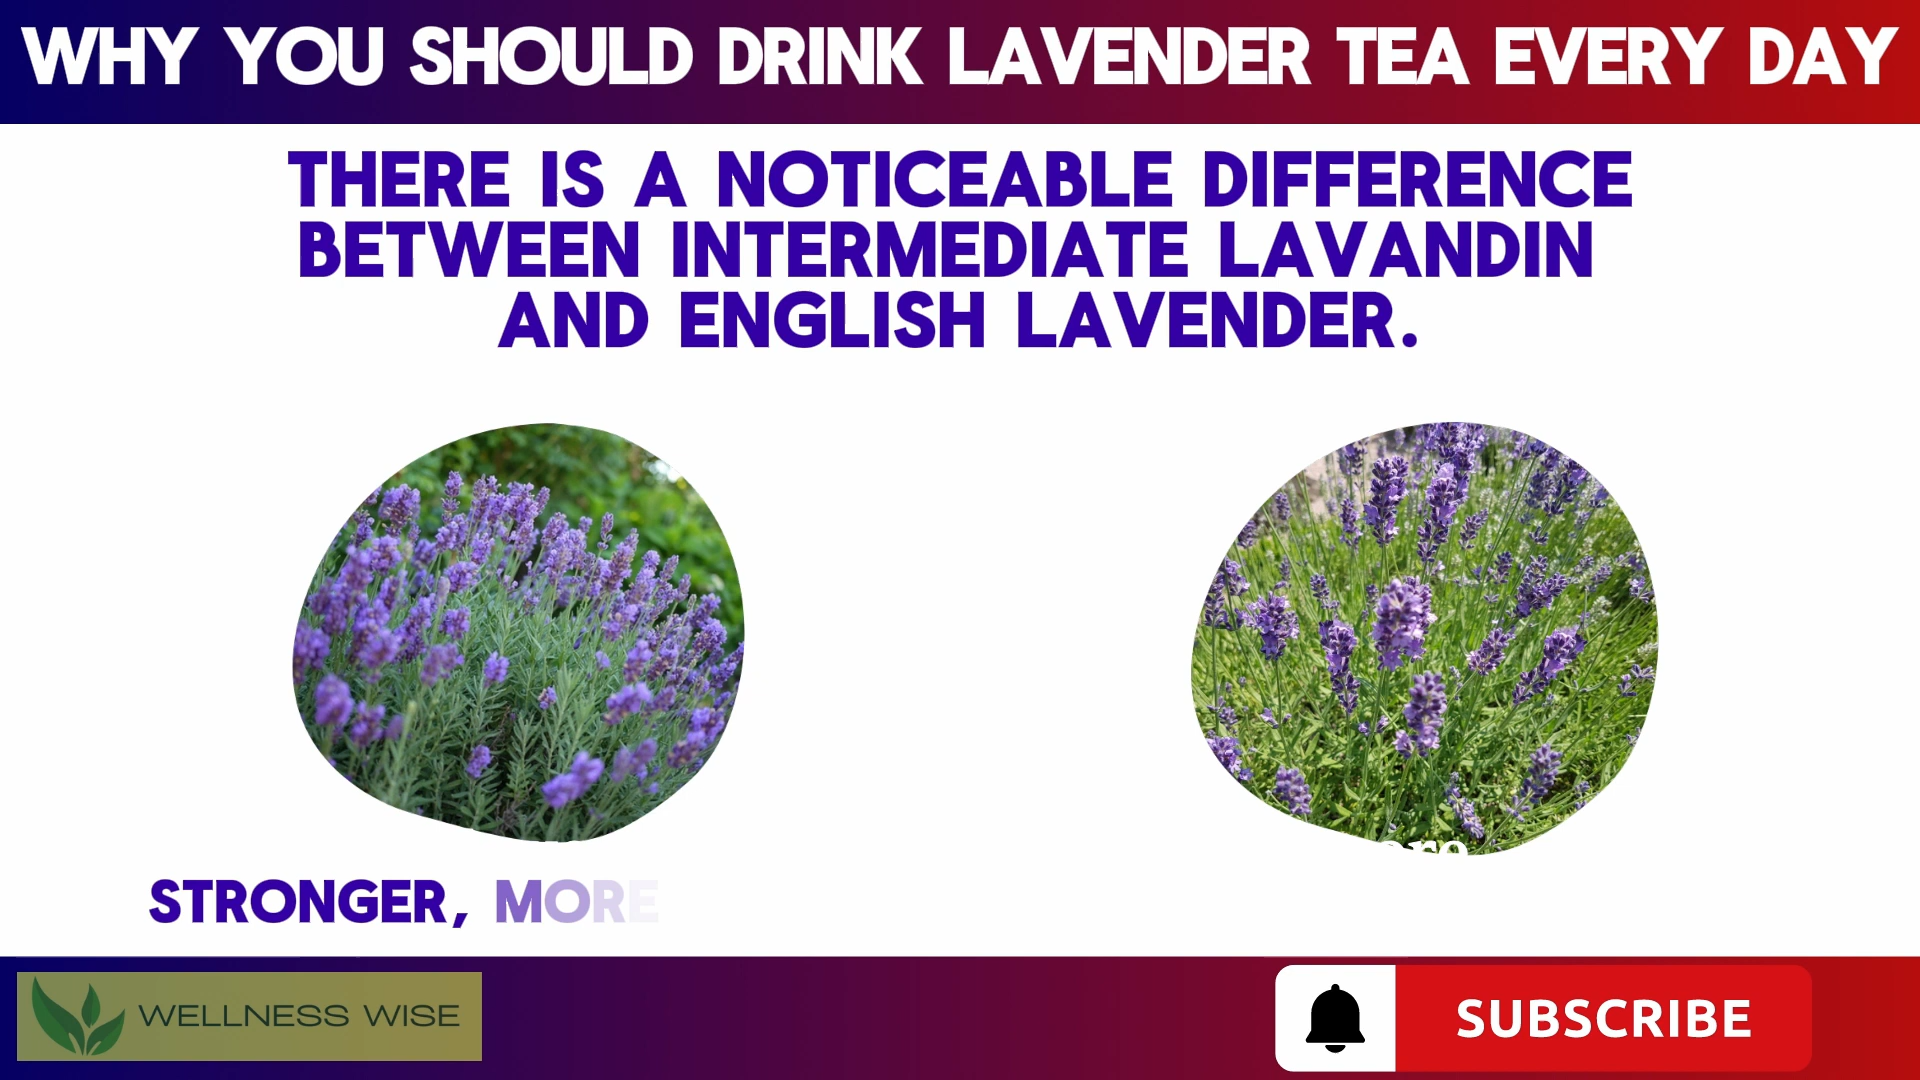 WHY YOU SHOULD DRINK LAVENDER TEA EVERY DAY
THERE IS A NOTICEABLE DIFFERENCE
BETWEEN INTERMEDIATE LAVANDIN
AND ENGLISH LAVENDER.
STRONGER, MORE
WELLNESS WISE
SUBSCRIBE